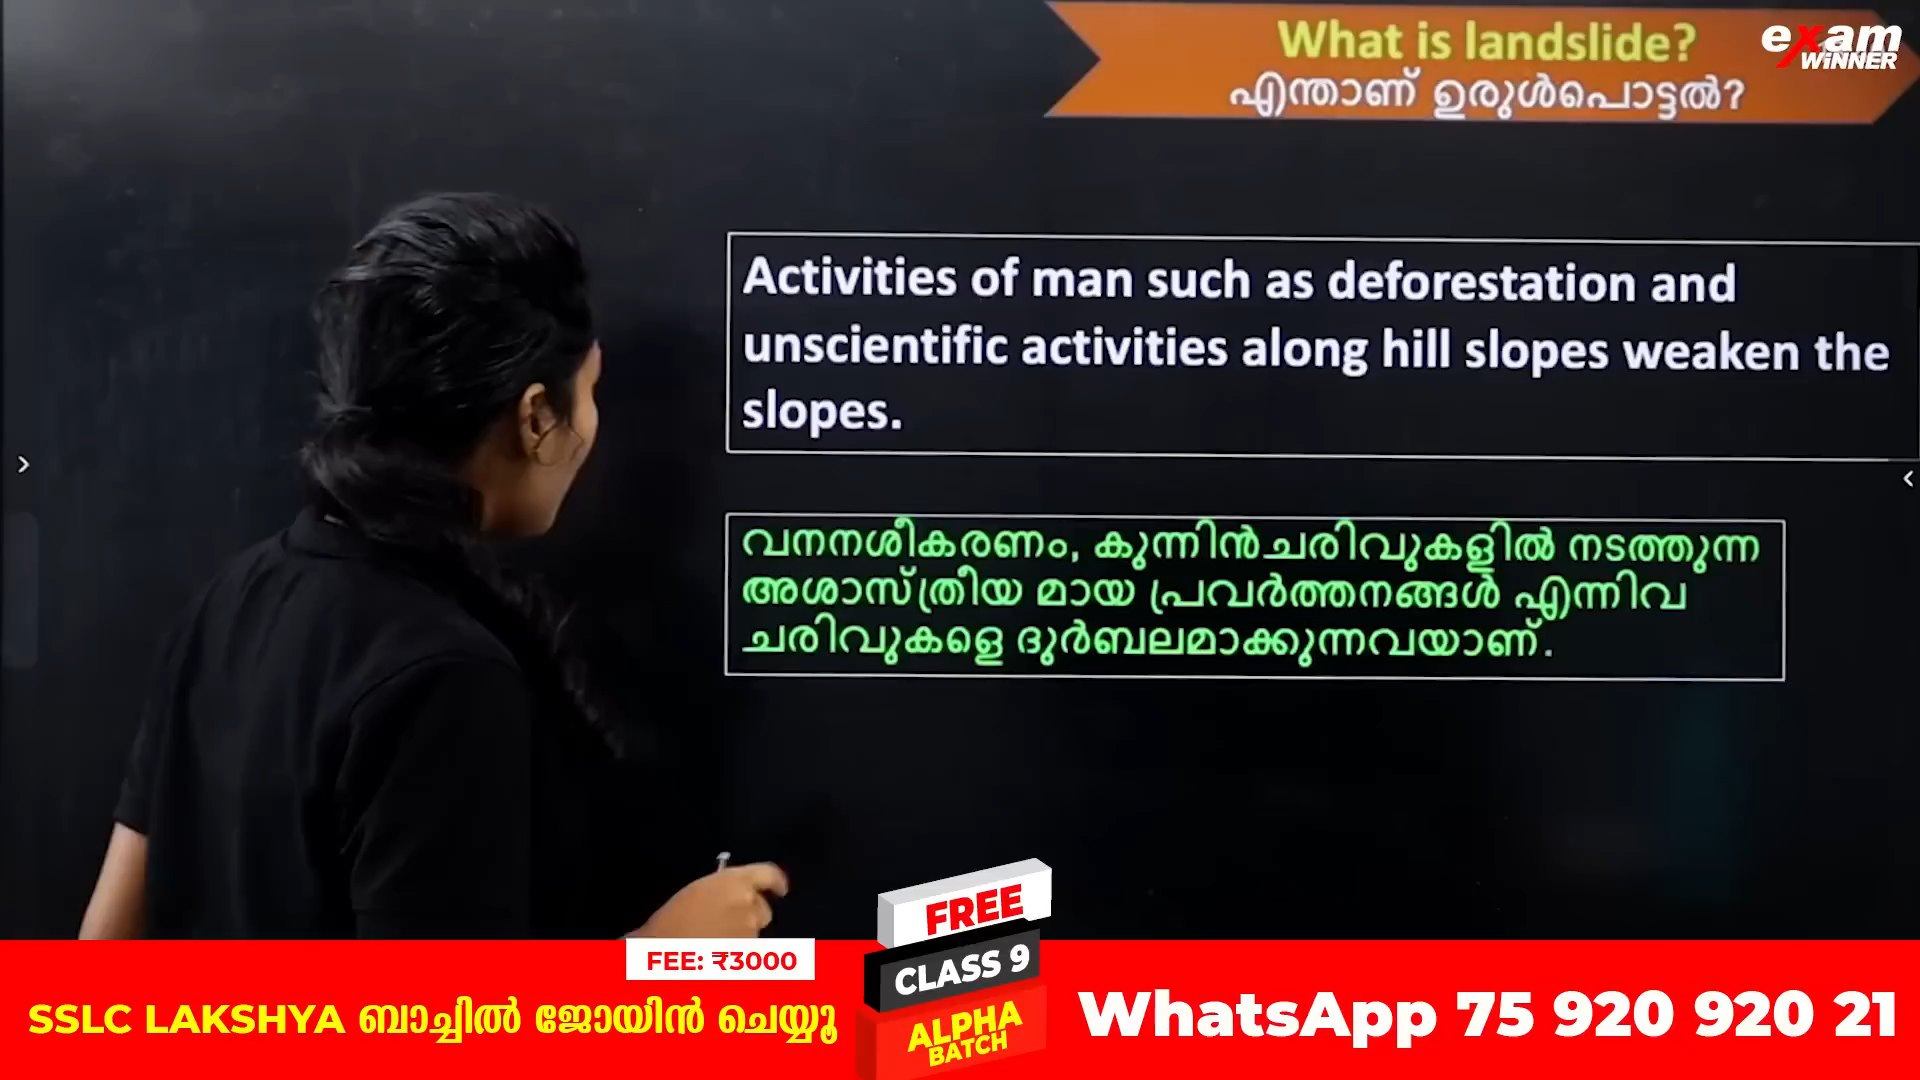 What is landslide?
എന്താണ് ഉരുൾപൊട്ടൽ?
exam
WiNNER
Activities of man such as deforestation and
unscientific activities along hill slopes weaken the
slopes.
വനനശീകരണം, കുന്നിൻചരിവുകളിൽ നടത്തുന്ന
അശാസ്ത്രീയ മായ പ്രവർത്തനങ്ങൾ എന്നിവ
ചരിവുകളെ ദുർബലമാക്കുന്നവയാണ്.
FEE: ₹3000
SSLC LAKSHYA ബാച്ചിൽ ജോയിൻ ചെയ്യൂ
FREE
CLASS 9
ALPHA
BATCH
WhatsApp 75 920 920 21